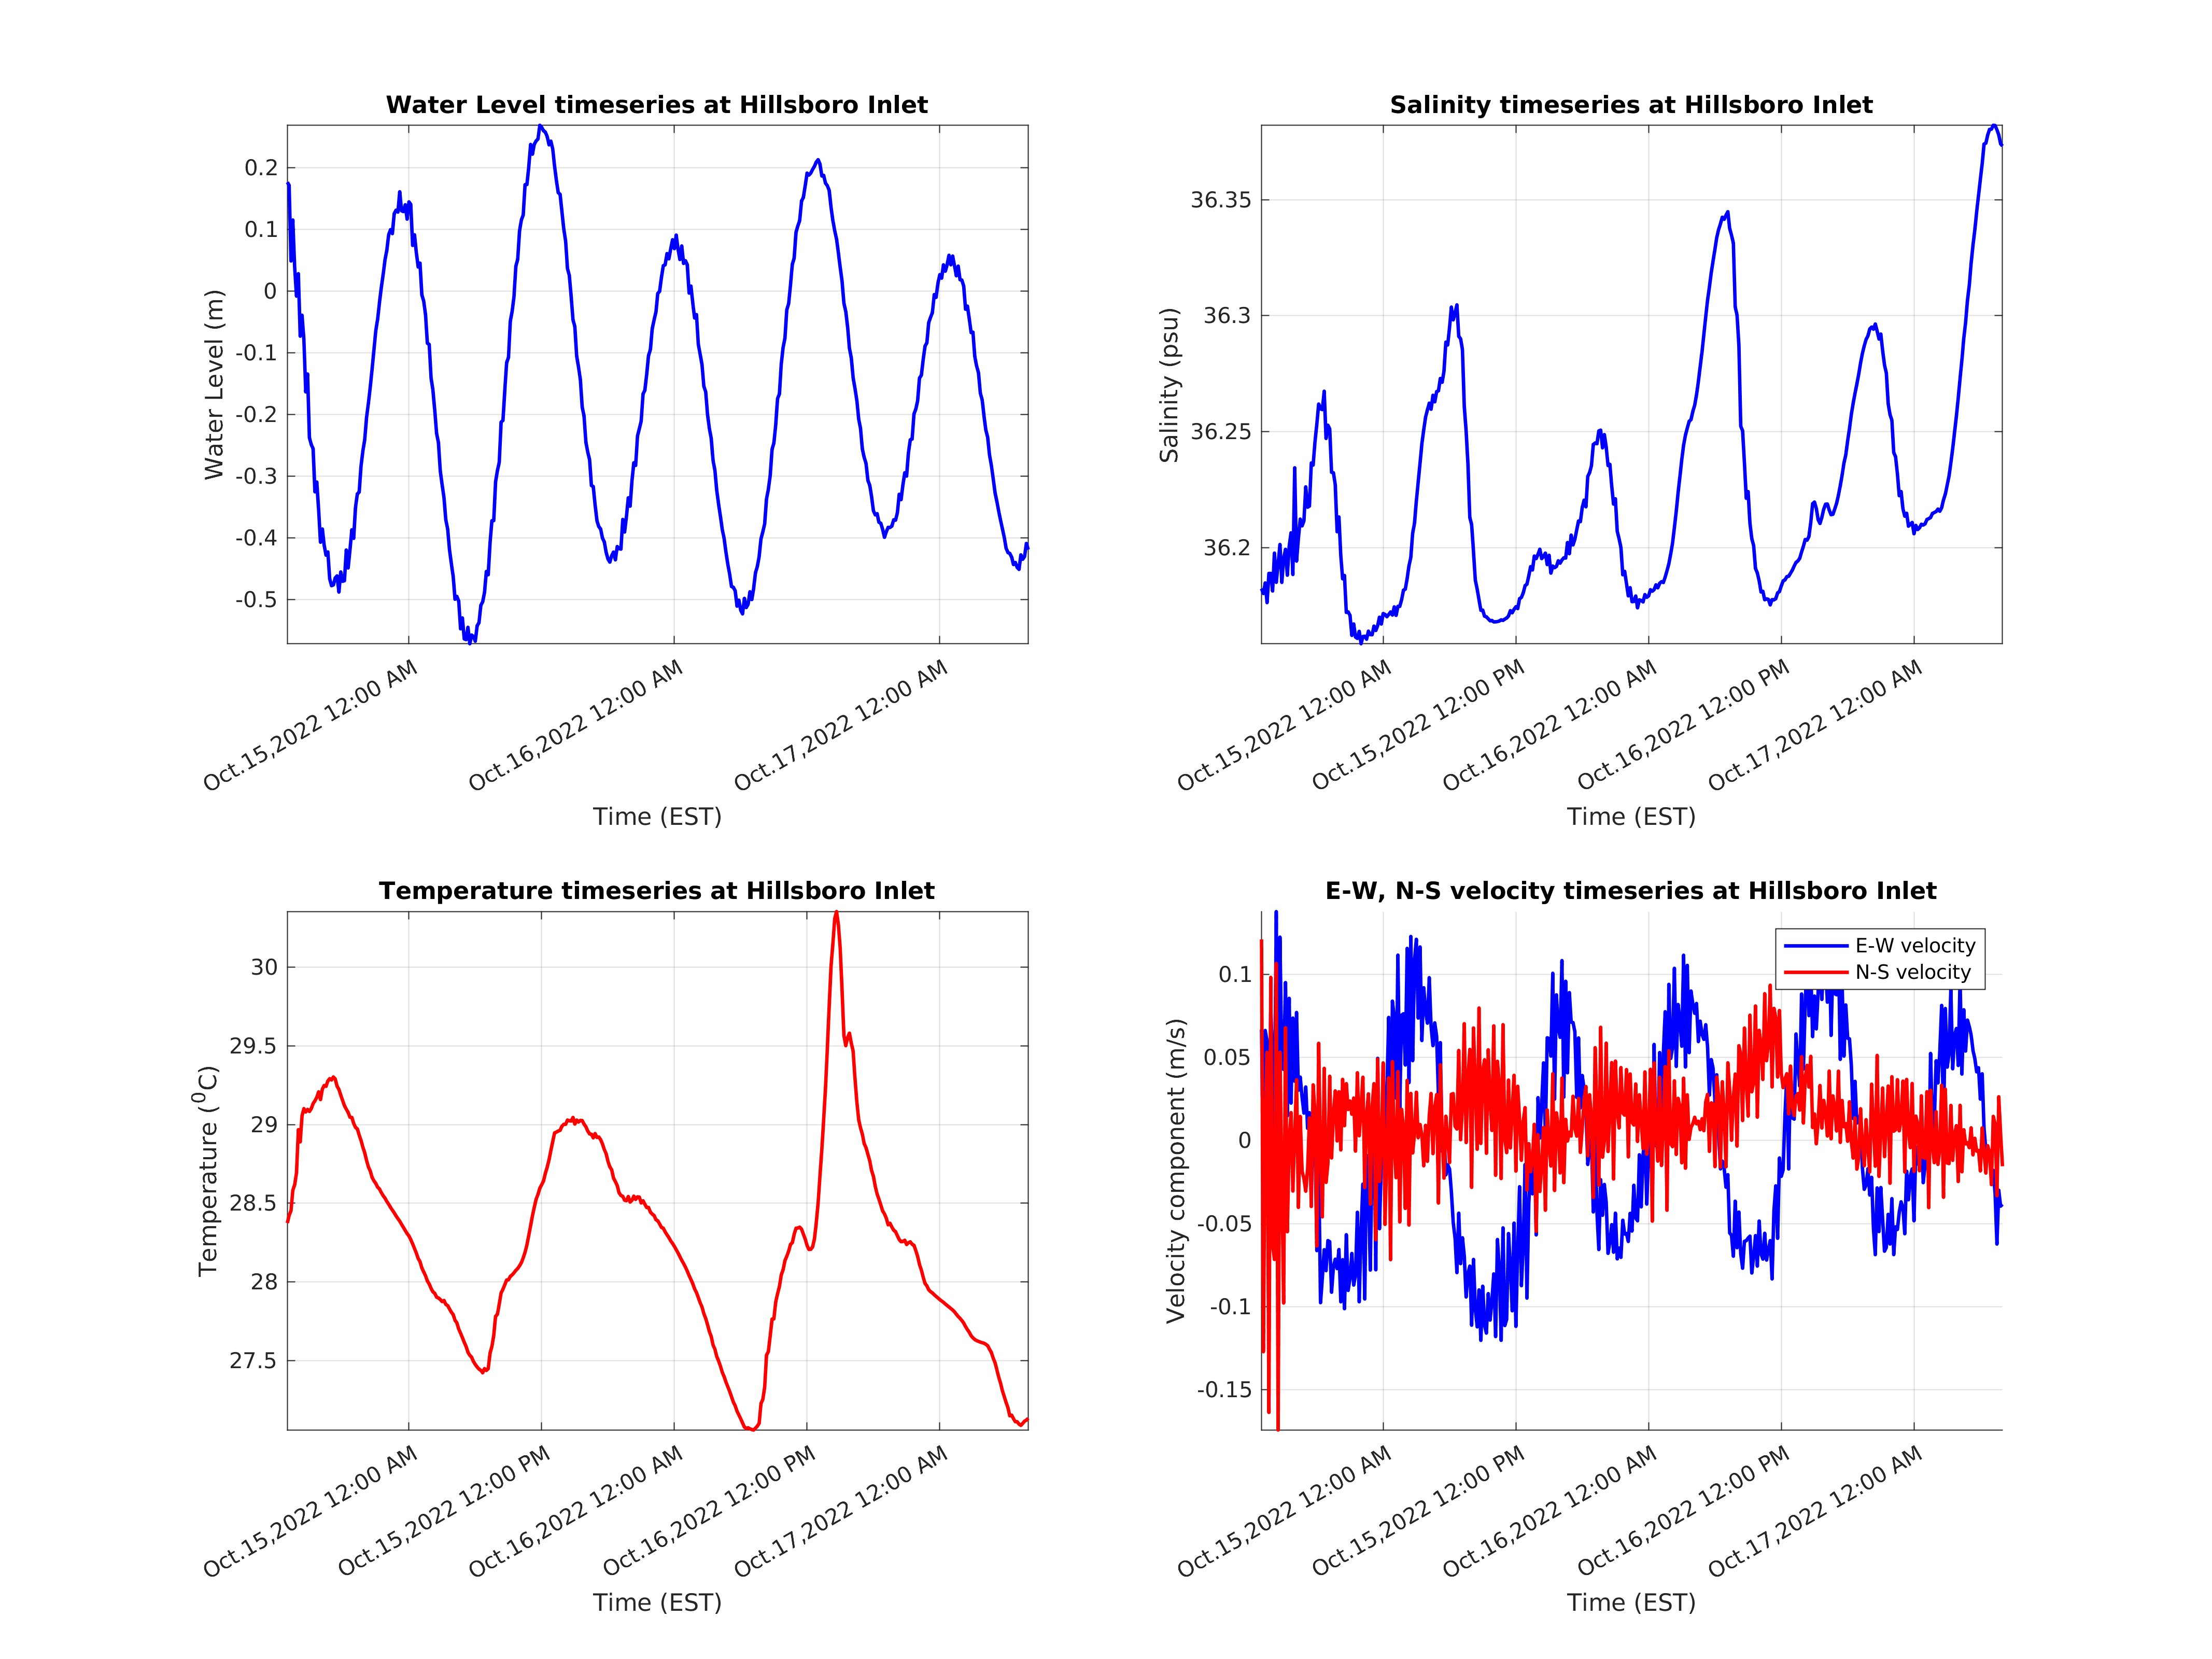 Water Level timeseries at Hillsboro Inlet
0.2
0.1
0
-0.1
-0.2
-0.3
-0.4
-0.5
Water Level (m)
Oct.15,2022 12:00 AM
Oct.16,2022 12:00 AM
Oct.17,2022 12:00 AM
Time (EST)
Salinity timeseries at Hillsboro Inlet
36.35
36.3
36.25
36.2
Salinity (psu)
Oct.15,2022 12:00 AM
Oct.15,2022 12:00 PM
Oct.16,2022 12:00 AM
Oct.16,2022 12:00 PM
Oct.17,2022 12:00 AM
Time (EST)
Temperature timeseries at Hillsboro Inlet
30
29.5
29
28.5
28
27.5
Temperature (⁰C)
Oct.15,2022 12:00 AM
Oct.15,2022 12:00 PM
Oct.16,2022 12:00 AM
Oct.16,2022 12:00 PM
Oct.17,2022 12:00 AM
Time (EST)
E-W, N-S velocity timeseries at Hillsboro Inlet
E-W velocity
N-S velocity
0.1
0.05
0
-0.05
-0.1
-0.15
Velocity component (m/s)
Oct.15,2022 12:00 AM
Oct.15,2022 12:00 PM
Oct.16,2022 12:00 AM
Oct.16,2022 12:00 PM
Oct.17,2022 12:00 AM
Time (EST)